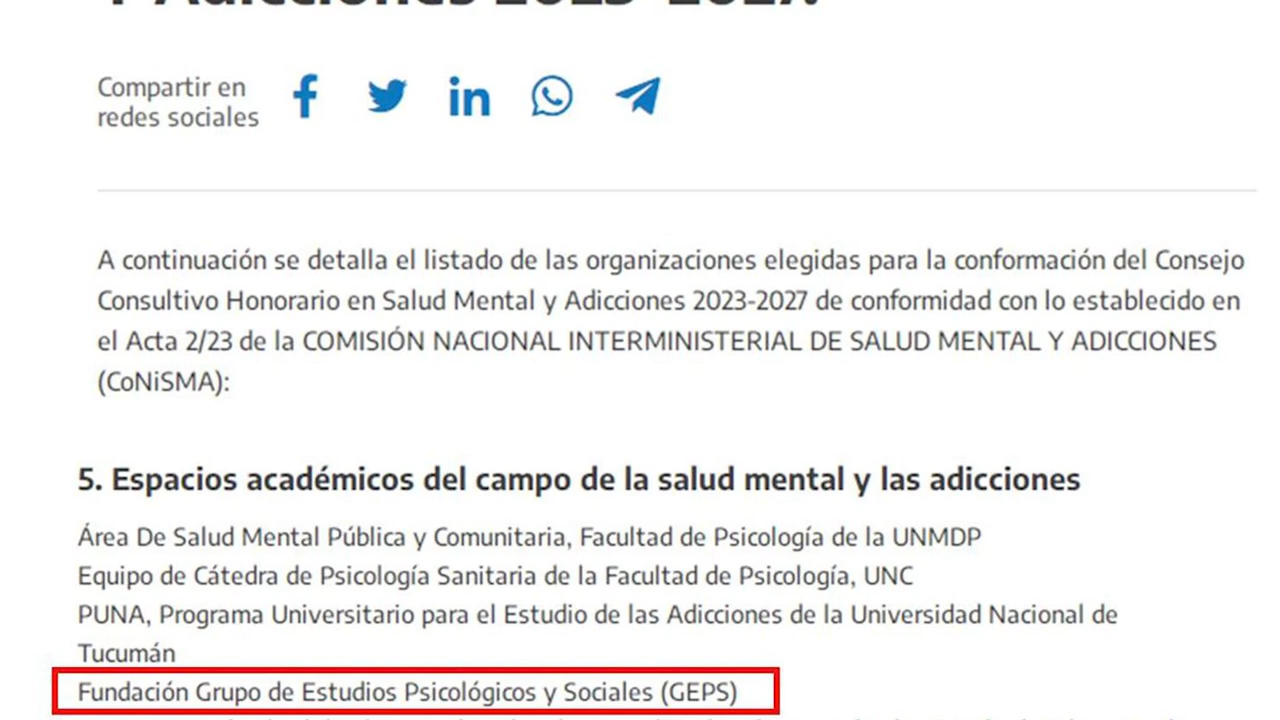 Y Adicciones 2023-2027.
Compartir en
redes sociales
A continuación se detalla el listado de las organizaciones elegidas para la conformación del Consejo
Consultivo Honorario en Salud Mental y Adicciones 2023-2027 de conformidad con lo establecido en
el Acta 2/23 de la COMISIÓN NACIONAL INTERMINISTERIAL DE SALUD MENTAL Y ADICCIONES
(CoNiSMA):
5. Espacios académicos del campo de la salud mental y las adicciones
Área De Salud Mental Pública y Comunitaria, Facultad de Psicología de la UNMDP
Equipo de Cátedra de Psicología Sanitaria de la Facultad de Psicología, UNC
PUNA, Programa Universitario para el Estudio de las Adicciones de la Universidad Nacional de
Tucumán
Fundación Grupo de Estudios Psicológicos y Sociales (GEPS)